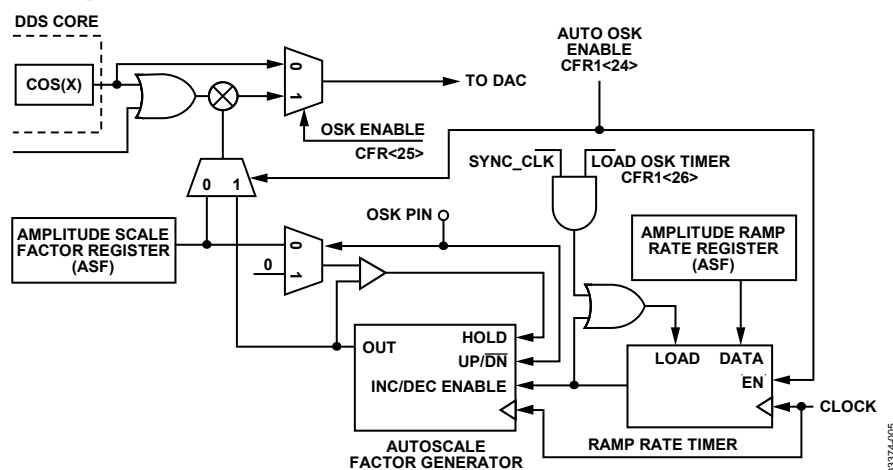 DDS CORE
COS(X)
0
1
TO DAC
OSK ENABLE
CFR<25>
AUTO OSK
ENABLE
CFR1<24>
SYNC_CLK
LOAD OSK TIMER
CFR1<26>
0 1
OSK PIN
AMPLITUDE SCALE
FACTOR REGISTER
(ASF)
0
0
1
AMPLITUDE RAMP
RATE REGISTER
(ASF)
OUT
HOLD
UP/DN
INC/DEC ENABLE
LOAD DATA
EN
CLOCK
AUTOSCALE
FACTOR GENERATOR
RAMP RATE TIMER
03374-005